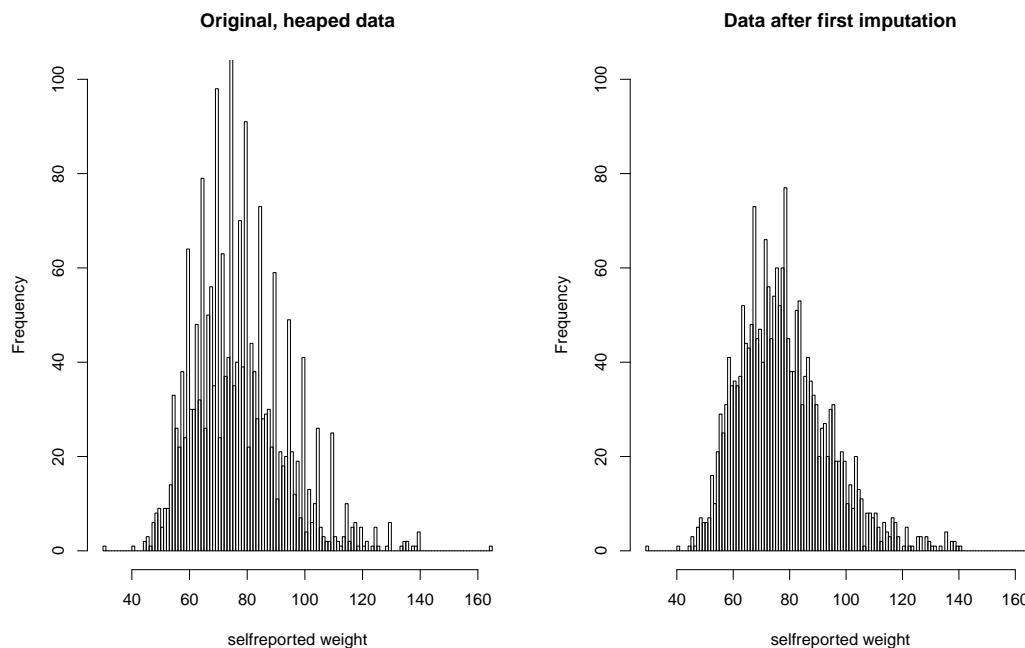 Original, heaped data
Frequency
100
80
60
40
20
0
40 60 80 100 120 140 160
selfreported weight
Data after first imputation
Frequency
100
80
60
40
20
0
40 60 80 100 120 140 160
selfreported weight